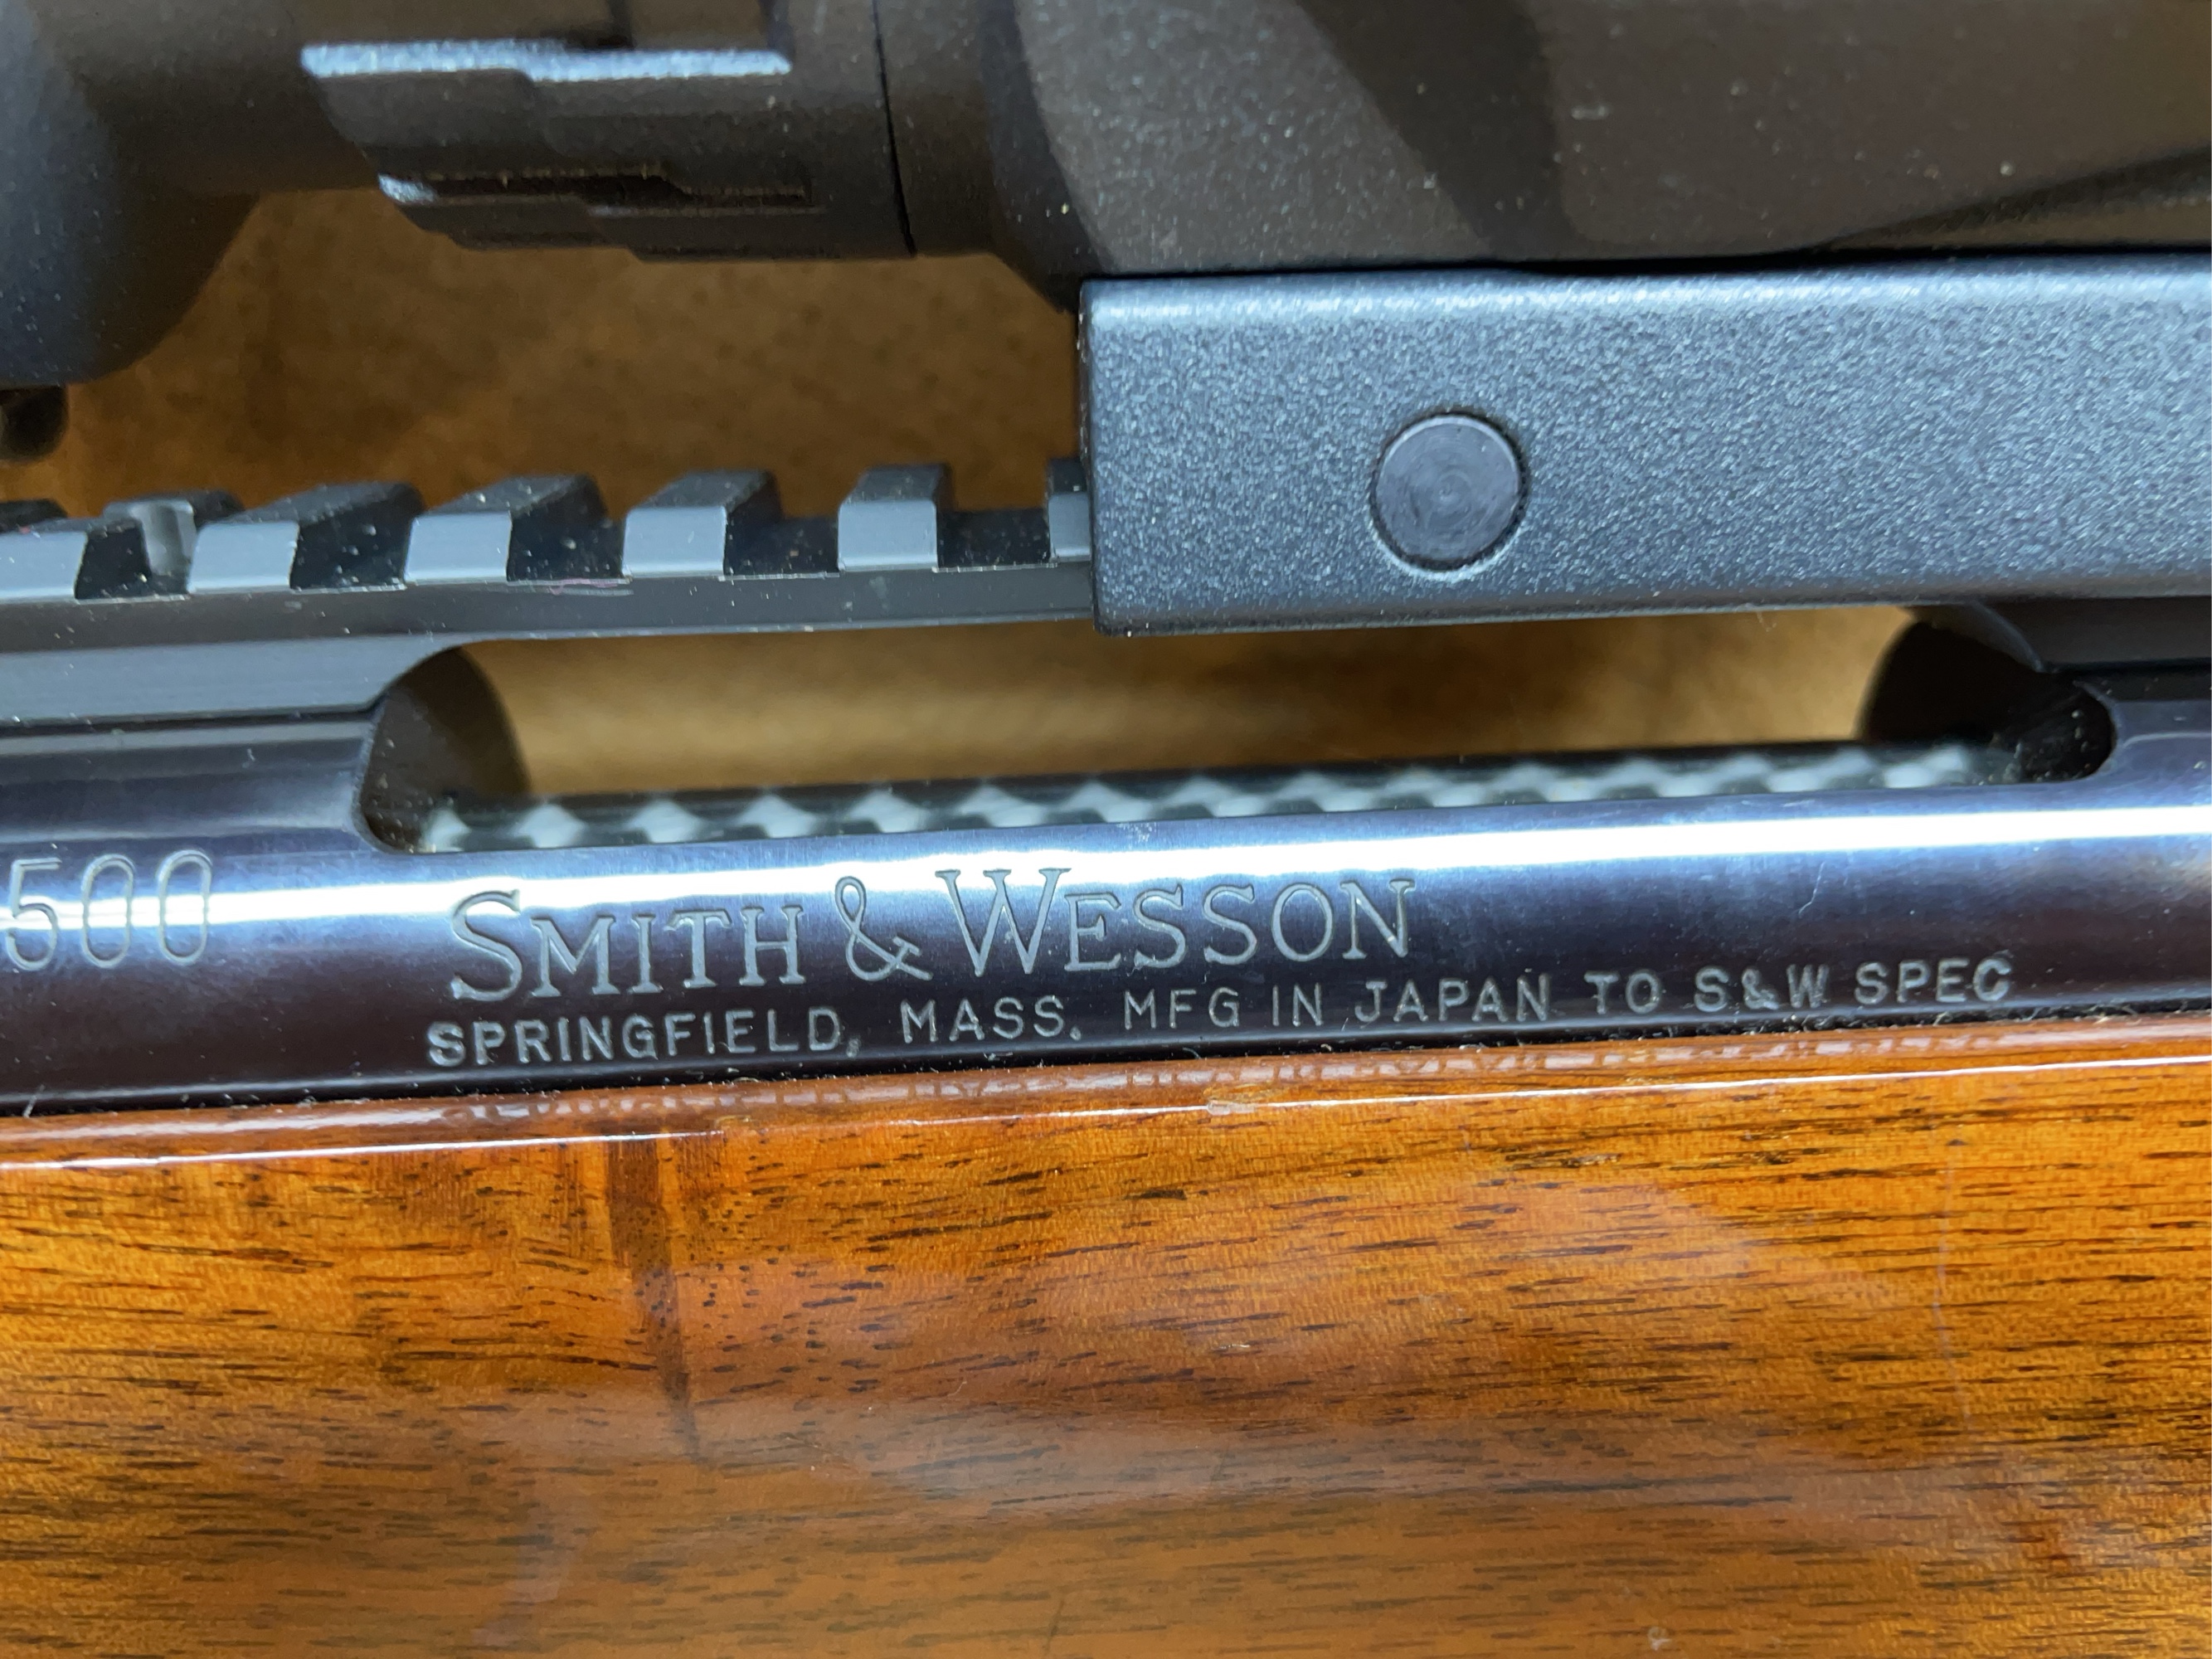 500
SMITH & WESSON
SPRINGFIELD, MASS. MFG IN JAPAN TO S&W SPEC